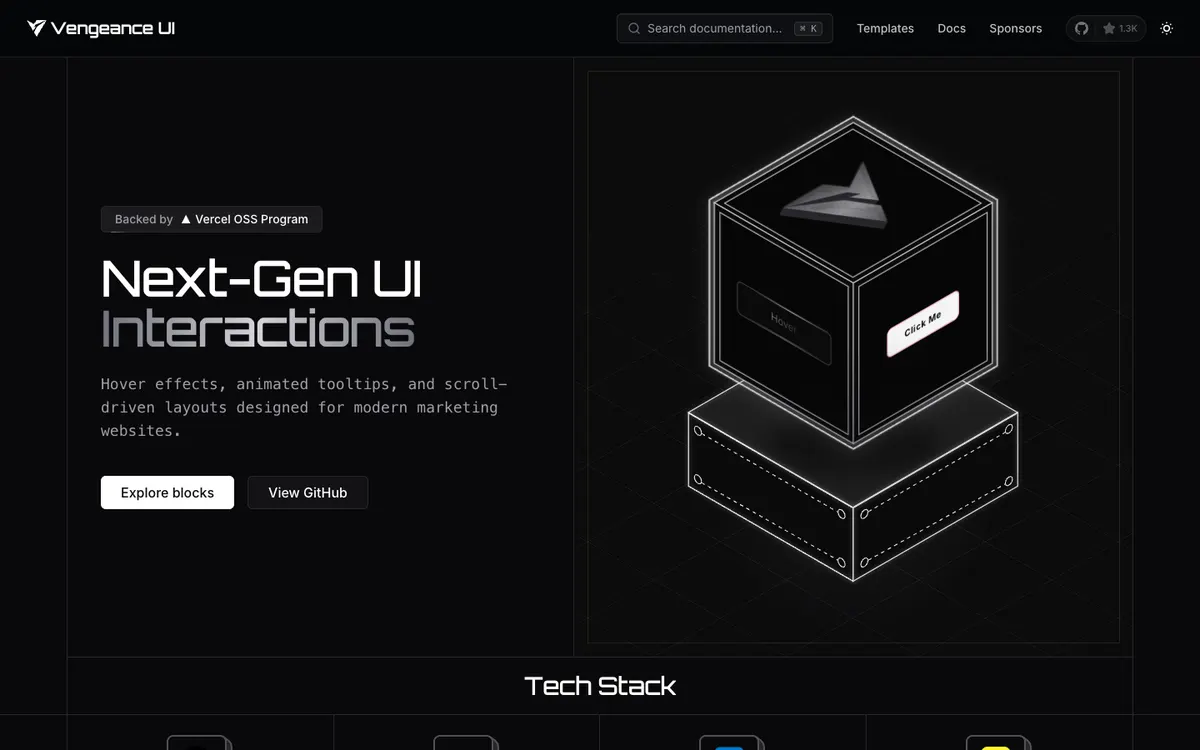 Vengeance UI
Search documentation... ⌘ K
Templates
Docs
Sponsors
1.3K
Backed by ▲ Vercel OSS Program
Next-Gen UI
Interactions
Hover effects, animated tooltips, and scroll-
driven layouts designed for modern marketing
websites.
Explore blocks
View GitHub
Hover
Click Me
Tech Stack